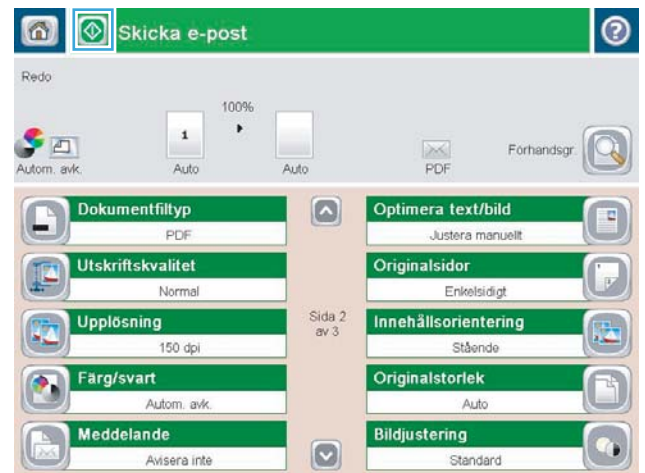 Skicka e-post
?
Redo
100%
1
Autom. avk.
Auto
Auto
PDF
Förhandsgr.
Dokumentfiltyp
PDF
Utskriftskvalitet
Normal
Upplösning
150 dpi
Färg/svart
Autom. avk.
Meddelande
Avisera inte
Sida 2
av 3
Optimera text/bild
Justera manuellt
Originalsidor
Enkelsidigt
Innehållsorientering
Stående
Originalstorlek
Auto
Bildjustering
Standard